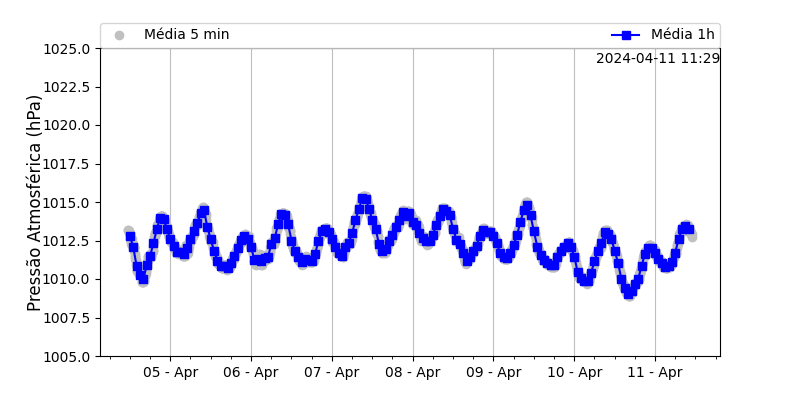 Média 5 min
Média 1h
2024-04-11 11:29
Pressão Atmosférica (hPa)
1025.0
1022.5
1020.0
1017.5
1015.0
1012.5
1010.0
1007.5
1005.0
05 - Apr
06 - Apr
07 - Apr
08 - Apr
09 - Apr
10 - Apr
11 - Apr